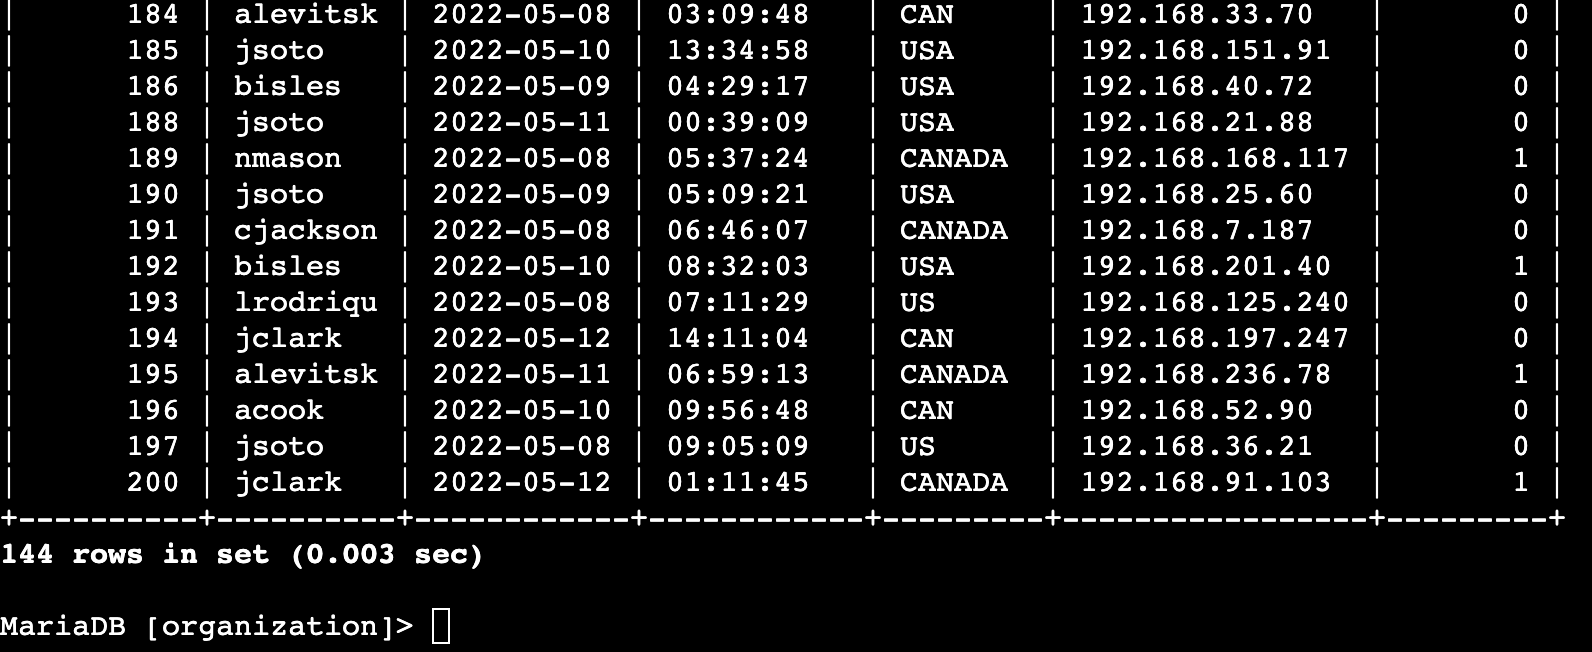 | 184 | alevitsk | 2022-05-08 | 03:09:48 | CAN | 192.168.33.70 | 0 |
| 185 | jsoto | 2022-05-10 | 13:34:58 | USA | 192.168.151.91 | 0 |
| 186 | bisles | 2022-05-09 | 04:29:17 | USA | 192.168.40.72 | 0 |
| 188 | jsoto | 2022-05-11 | 00:39:09 | USA | 192.168.21.88 | 0 |
| 189 | nmason | 2022-05-08 | 05:37:24 | CANADA | 192.168.168.117 | 1 |
| 190 | jsoto | 2022-05-09 | 05:09:21 | USA | 192.168.25.60 | 0 |
| 191 | cjackson | 2022-05-08 | 06:46:07 | CANADA | 192.168.7.187 | 0 |
| 192 | bisles | 2022-05-10 | 08:32:03 | USA | 192.168.201.40 | 1 |
| 193 | lrodriqu | 2022-05-08 | 07:11:29 | US | 192.168.125.240 | 0 |
| 194 | jclark | 2022-05-12 | 14:11:04 | CAN | 192.168.197.247 | 0 |
| 195 | alevitsk | 2022-05-11 | 06:59:13 | CANADA | 192.168.236.78 | 1 |
| 196 | acook | 2022-05-10 | 09:56:48 | CAN | 192.168.52.90 | 0 |
| 197 | jsoto | 2022-05-08 | 09:05:09 | US | 192.168.36.21 | 0 |
| 200 | jclark | 2022-05-12 | 01:11:45 | CANADA | 192.168.91.103 | 1 |
+----------+----------+------------+------------+---------+-----------------+---------+
144 rows in set (0.003 sec)
MariaDB [organization]>